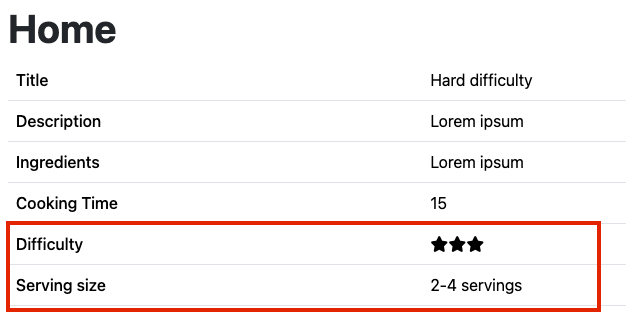 Home
Title Hard difficulty
Description Lorem ipsum
Ingredients Lorem ipsum
Cooking Time 15
Difficulty ★★★
Serving size 2-4 servings